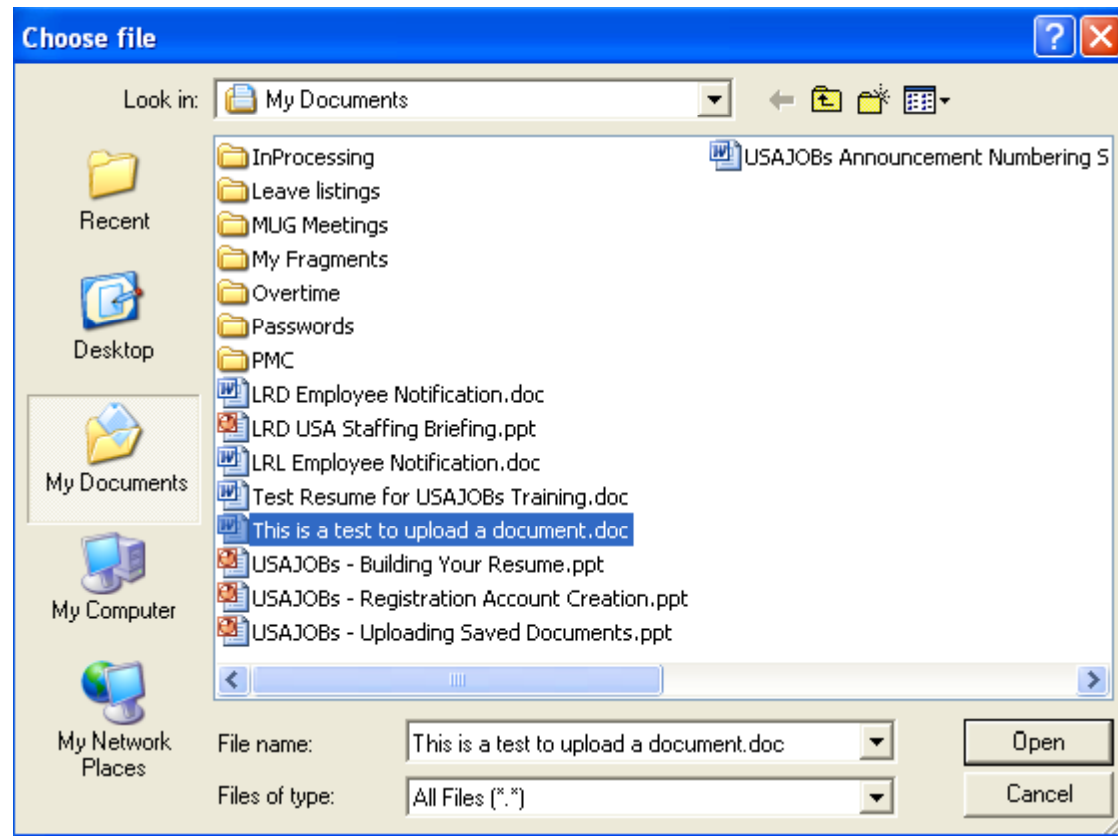 Choose file
Look in:
My Documents
Recent
Desktop
My Documents
My Computer
My Network
Places
InProcessing
Leave listings
MUG Meetings
My Fragments
Overtime
Passwords
PMC
LRD Employee Notification.doc
LRD USA Staffing Briefing.ppt
LRL Employee Notification.doc
Test Resume for USAJOBs Training.doc
This is a test to upload a document.doc
USAJOBs - Building Your Resume.ppt
USAJOBs - Registration Account Creation.ppt
USAJOBs - Uploading Saved Documents.ppt
USAJOBs Announcement Numbering S
File name:
This is a test to upload a document.doc
Open
Files of type:
All Files (*.*)
Cancel